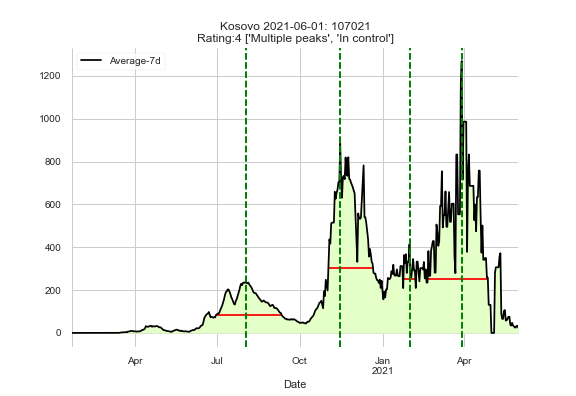 Kosovo 2021-06-01: 107021
Rating:4 ['Multiple peaks', 'In control']
Average-7d
1200
1000
800
600
400
200
0
Apr
Jul
Oct
Jan
2021
Apr
Date